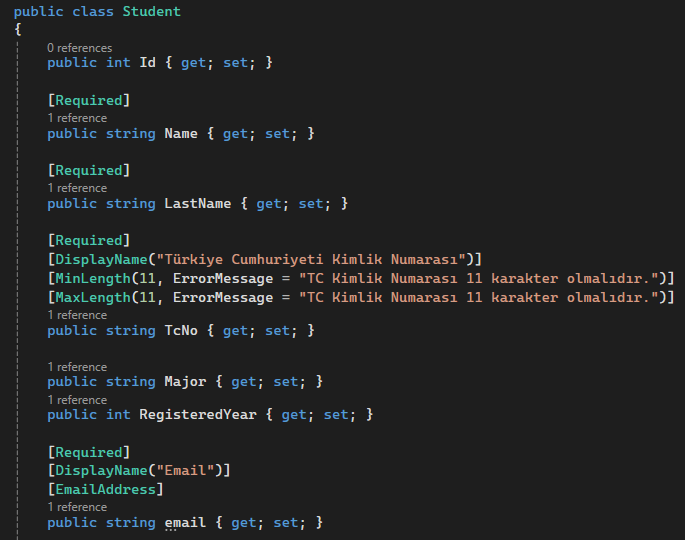 public class Student
{
0 references
public int Id { get; set; }
[Required]
1 reference
public string Name { get; set; }
[Required]
1 reference
public string LastName { get; set; }
[Required]
[DisplayName("Türkiye Cumhuriyeti Kimlik Numarası")]
[MinLength(11, ErrorMessage = "TC Kimlik Numarası 11 karakter olmalıdır.")]
[MaxLength(11, ErrorMessage = "TC Kimlik Numarası 11 karakter olmalıdır.")]
1 reference
public string TcNo { get; set; }
1 reference
public string Major { get; set; }
1 reference
public int RegisteredYear { get; set; }
[Required]
[DisplayName("Email")]
[EmailAddress]
1 reference
public string email { get; set; }